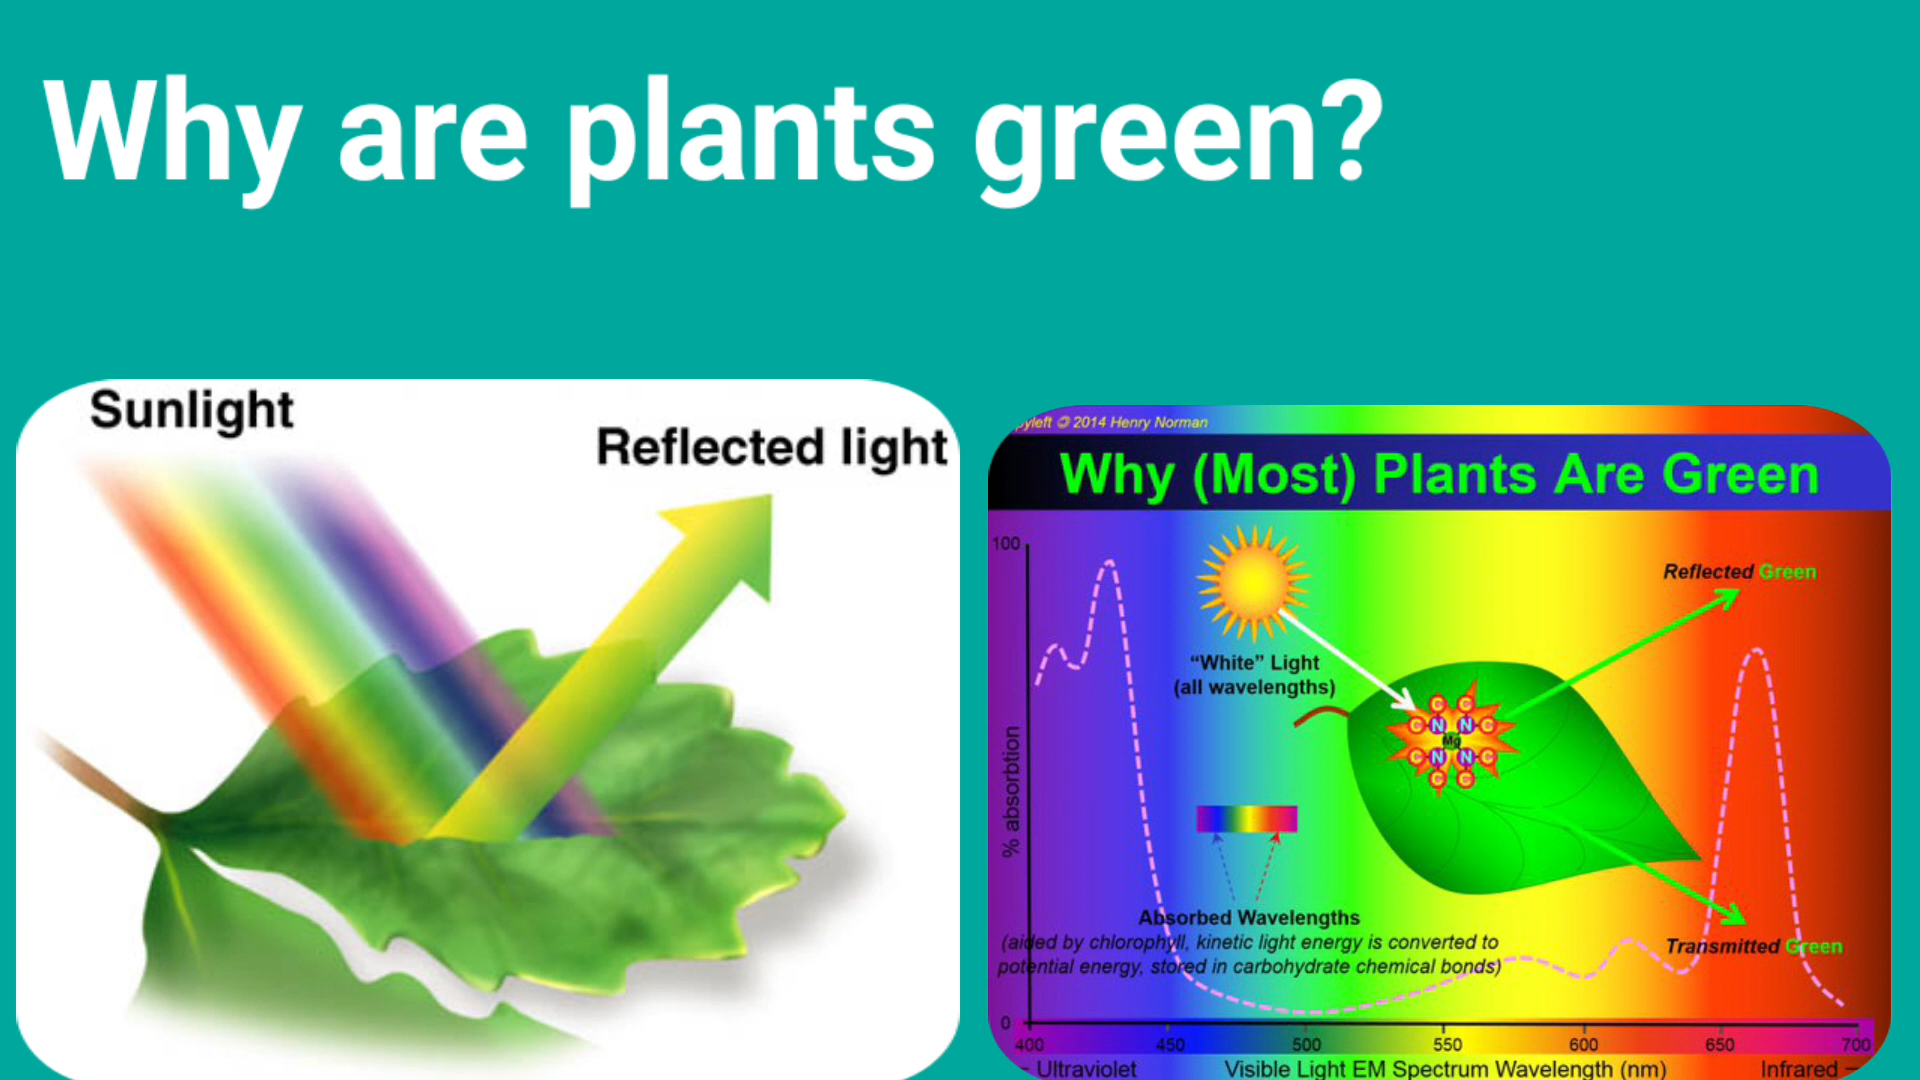 Why are plants green?
Sunlight
Reflected light
2014 Henry Norman
Why (Most) Plants Are Green
100
Reflected Green
“White” Light
(all wavelengths)
C C
C N N C
Mg
C N N C
C C
% absorbtion
Absorbed Wavelengths
(aided by chlorophyll, kinetic light energy is converted to
potential energy, stored in carbohydrate chemical bonds)
Transmitted Green
0
400 450 500 550 600 650 700
Ultraviolet Visible Light EM Spectrum Wavelength (nm) Infrared